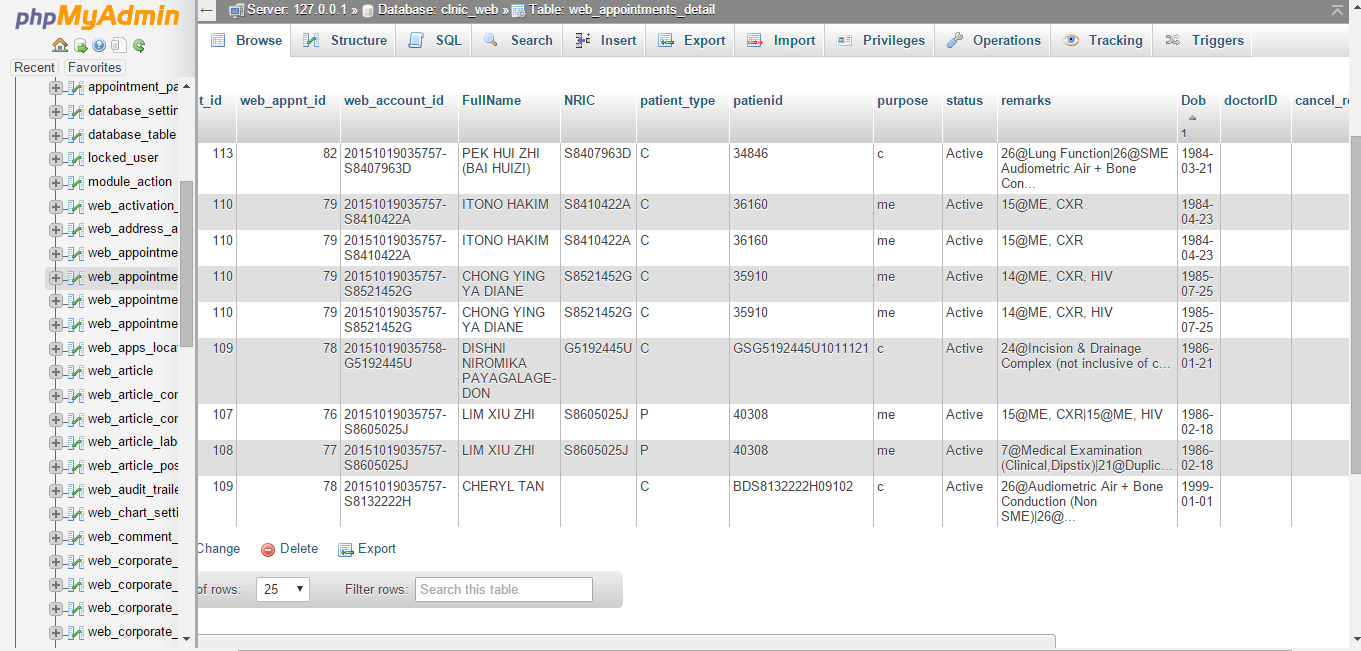 phpMyAdmin
Recent Favorites
appointment_pa
database_settin
database_table
locked_user
module_action
web_activation_
web_address_a
web_appointme
web_appointme
web_appointme
web_appointme
web_apps_loca
web_article
web_article_con
web_article_con
web_article_labe
web_article_pos
web_audit_traile
web_chart_setti
web_comment_
web_corporate_
web_corporate_
web_corporate_
web_corporate_
Server: 127.0.0.1 » Database: clnic_web » Table: web_appointments_detail
Browse Structure SQL Search Insert Export Import Privileges Operations Tracking Triggers
t_id web_appnt_id web_account_id FullName NRIC patient_type patienid purpose status remarks Dob doctorID cancel_re
1
113 82 20151019035757- PEK HUI ZHI S8407963D C 34846 c Active 26@Lung Function|26@SME 1984-
S8407963D (BAI HUIZI) Audiometric Air + Bone 03-21
Con...
110 79 20151019035757- ITONO HAKIM S8410422A C 36160 me Active 15@ME, CXR 1984-
S8410422A 04-23
110 79 20151019035757- ITONO HAKIM S8410422A C 36160 me Active 15@ME, CXR 1984-
S8410422A 04-23
110 79 20151019035757- CHONG YING S8521452G C 35910 me Active 14@ME, CXR, HIV 1985-
S8521452G YA DIANE 07-25
110 79 20151019035757- CHONG YING S8521452G C 35910 me Active 14@ME, CXR, HIV 1985-
S8521452G YA DIANE 07-25
109 78 20151019035758- DISHNI G5192445U C GSG5192445U1011121 c Active 24@Incision & Drainage 1986-
G5192445U NIROMIKA Complex (not inclusive of c... 01-21
PAYAGALAGE-
DON
107 76 20151019035757- LIM XIU ZHI S8605025J P 40308 me Active 15@ME, CXR|15@ME, HIV 1986-
S8605025J 02-18
108 77 20151019035757- LIM XIU ZHI S8605025J P 40308 me Active 7@Medical Examination 1986-
S8605025J (Clinical,Dipstix)|21@Duplic... 02-18
109 78 20151019035757- CHERYL TAN C BDS8132222H09102 c Active 26@Audiometric Air + Bone 1999-
S8132222H Conduction (Non 01-01
SME)|26@...
Change Delete Export
of rows: 25 Filter rows: Search this table